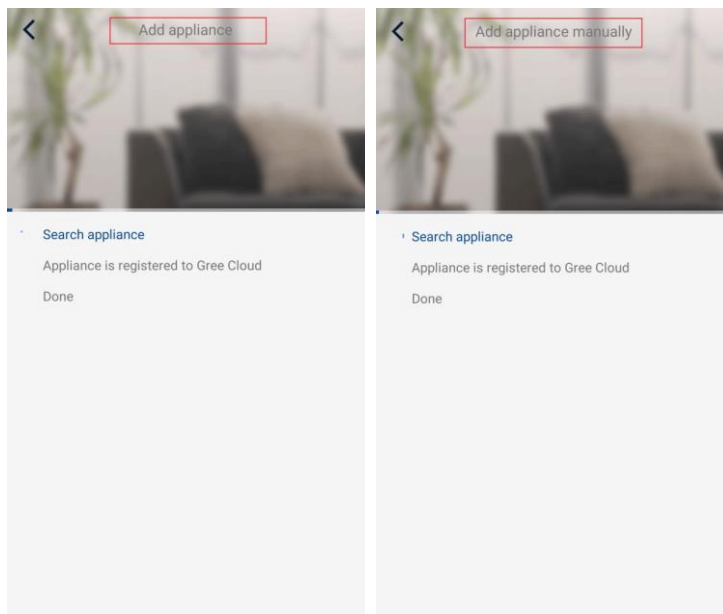 Add appliance
Search appliance
Appliance is registered to Gree Cloud
Done
Add appliance manually
Search appliance
Appliance is registered to Gree Cloud
Done